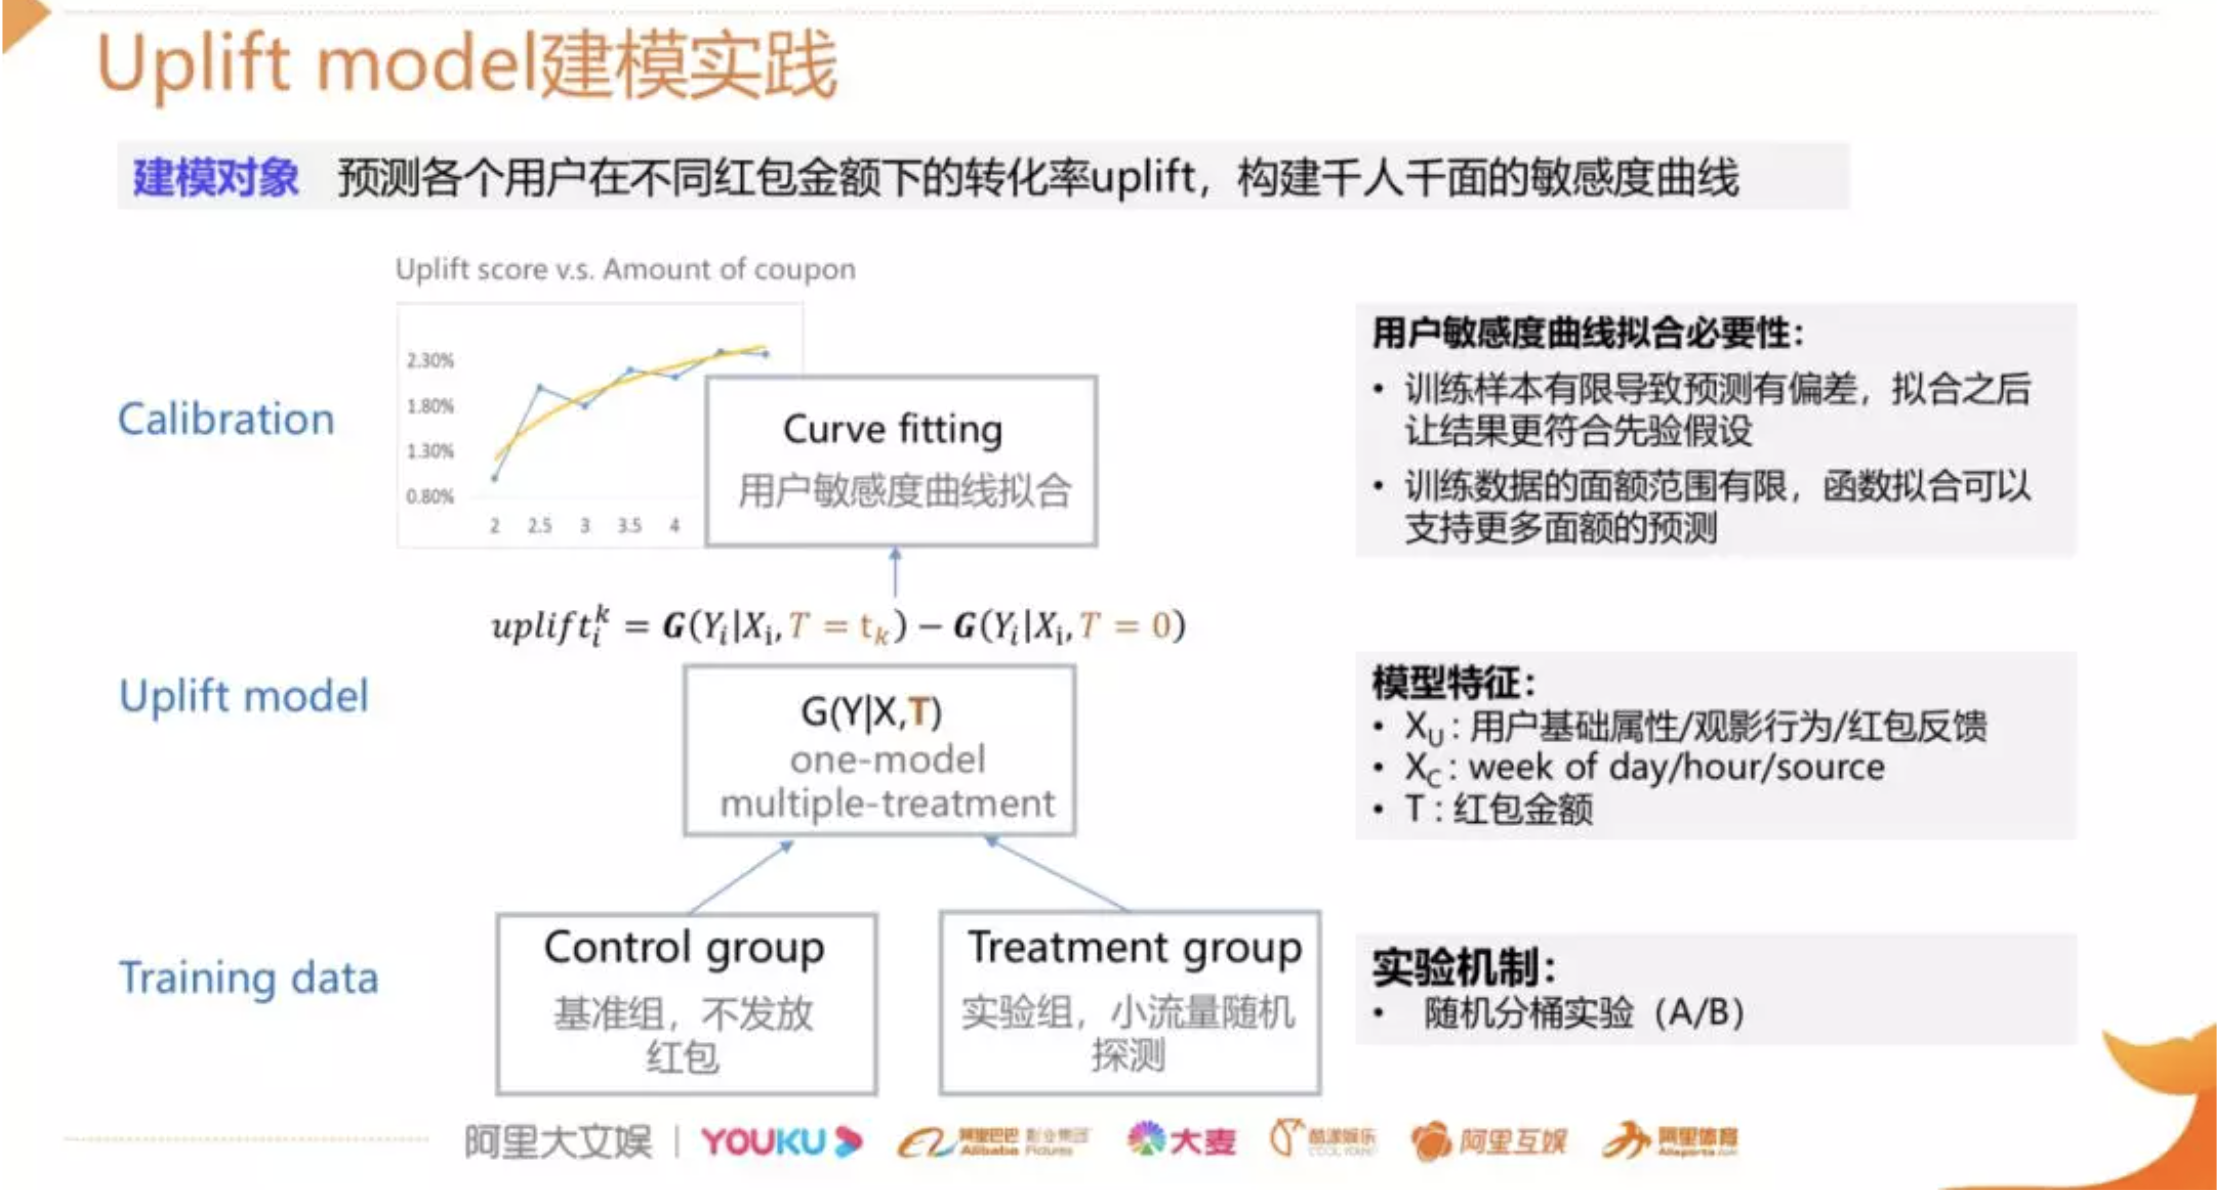 Uplift model建模实践
建模对象 预测各个用户在不同红包金额下的转化率uplift，构建千人千面的敏感度曲线
Uplift score v.s. Amount of coupon
2.30%
1.80%
1.30%
0.80%
2 2.5 3 3.5 4
Calibration
Curve fitting
用户敏感度曲线拟合
用户敏感度曲线拟合必要性：
• 训练样本有限导致预测有偏差，拟合之后
让结果更符合先验假设
• 训练数据的面额范围有限，函数拟合可以
支持更多面额的预测
uplift_i^k = G(Y_i|X_i, T = t_k) − G(Y_i|X_i, T = 0)
Uplift model
G(Y|X,T)
one-model
multiple-treatment
模型特征：
• X_U : 用户基础属性/观影行为/红包反馈
• X_C : week of day/hour/source
• T : 红包金额
Training data
Control group
基准组，不发放
红包
Treatment group
实验组，小流量随机
探测
实验机制：
• 随机分桶实验（A/B）
阿里大文娱 | YOUKU 阿里巴巴影业集团 大麦 酷漾娱乐 阿里互娱 阿里体育
Alibaba Pictures